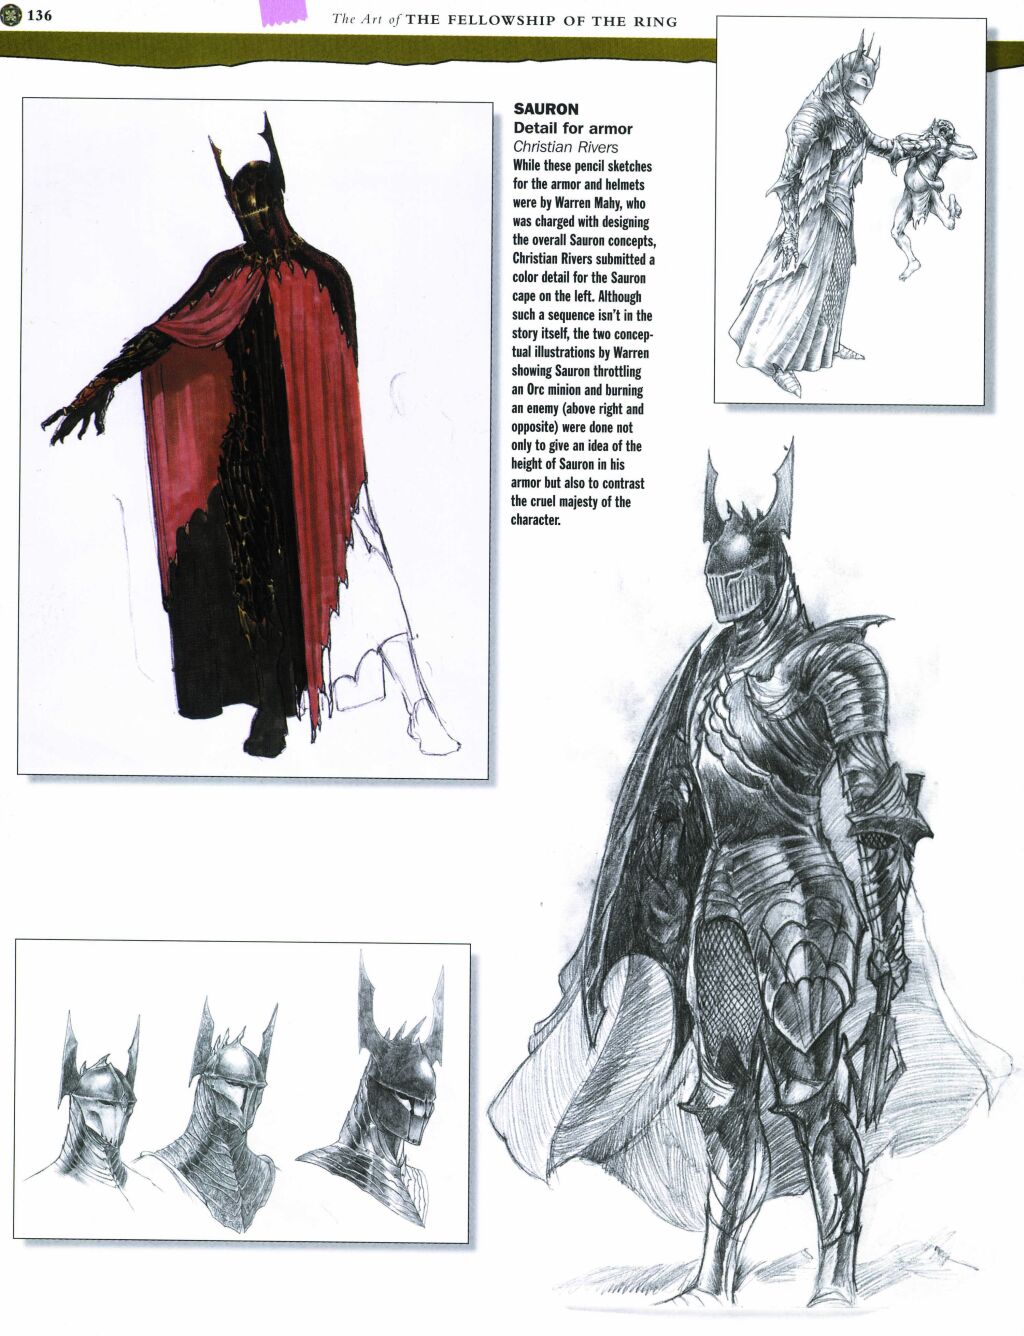 136
The Art of THE FELLOWSHIP OF THE RING
SAURON
Detail for armor
Christian Rivers
While these pencil sketches
for the armor and helmets
were by Warren Mahy, who
was charged with designing
the overall Sauron concepts,
Christian Rivers submitted a
color detail for the Sauron
cape on the left. Although
such a sequence isn't in the
story itself, the two concep-
tual illustrations by Warren
showing Sauron throttling
an Orc minion and burning
an enemy (above right and
opposite) were done not
only to give an idea of the
height of Sauron in his
armor but also to contrast
the cruel majesty of the
character.